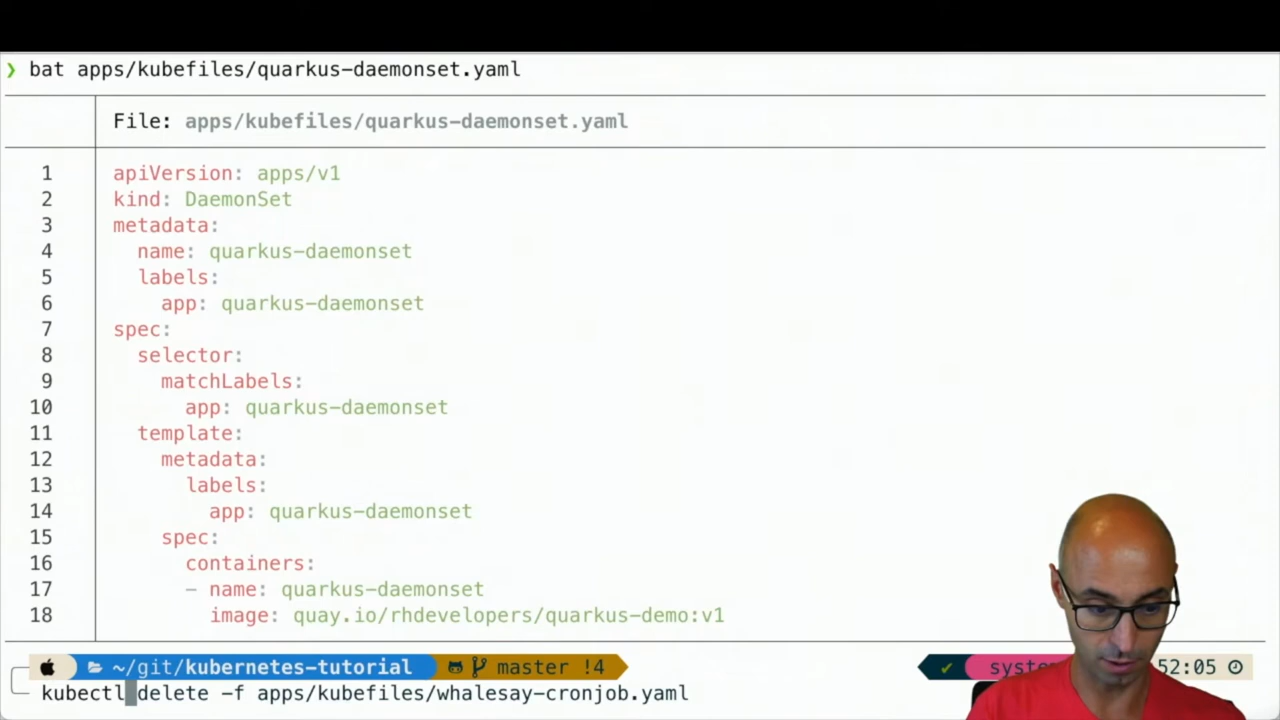 ❯ bat apps/kubefiles/quarkus-daemonset.yaml
File: apps/kubefiles/quarkus-daemonset.yaml
1 apiVersion: apps/v1
2 kind: DaemonSet
3 metadata:
4 name: quarkus-daemonset
5 labels:
6 app: quarkus-daemonset
7 spec:
8 selector:
9 matchLabels:
10 app: quarkus-daemonset
11 template:
12 metadata:
13 labels:
14 app: quarkus-daemonset
15 spec:
16 containers:
17 - name: quarkus-daemonset
18 image: quay.io/rhdevelopers/quarkus-demo:v1
~/git/kubernetes-tutorial master !4 ✔ 52:05
kubectl delete -f apps/kubefiles/whalesay-cronjob.yaml